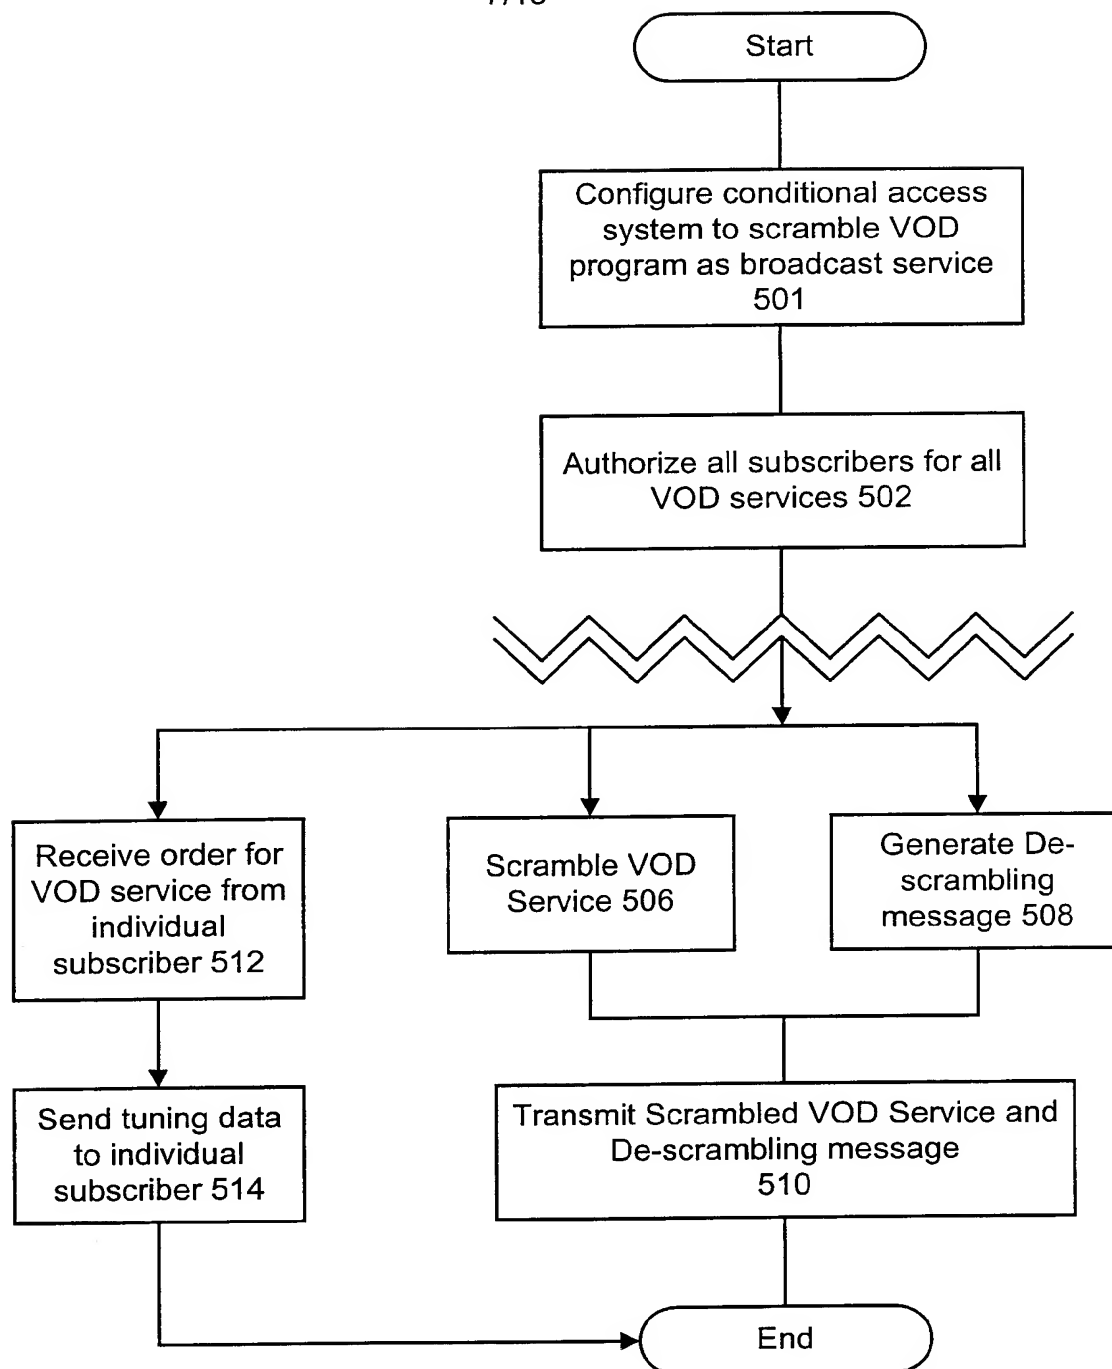 Start
Configure conditional access
system to scramble VOD
program as broadcast service
501
Authorize all subscribers for all
VOD services 502
Receive order for
VOD service from
individual
subscriber 512
Scramble VOD
Service 506
Generate De-
scrambling
message 508
Send tuning data
to individual
subscriber 514
Transmit Scrambled VOD Service and
De-scrambling message
510
End